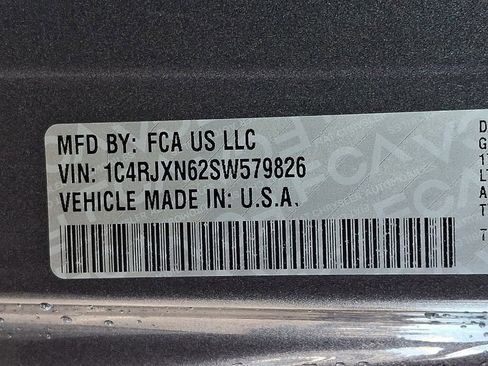 MFD BY: FCA US LLC
VIN: 1C4RJXN62SW579826
VEHICLE MADE IN: U.S.A.